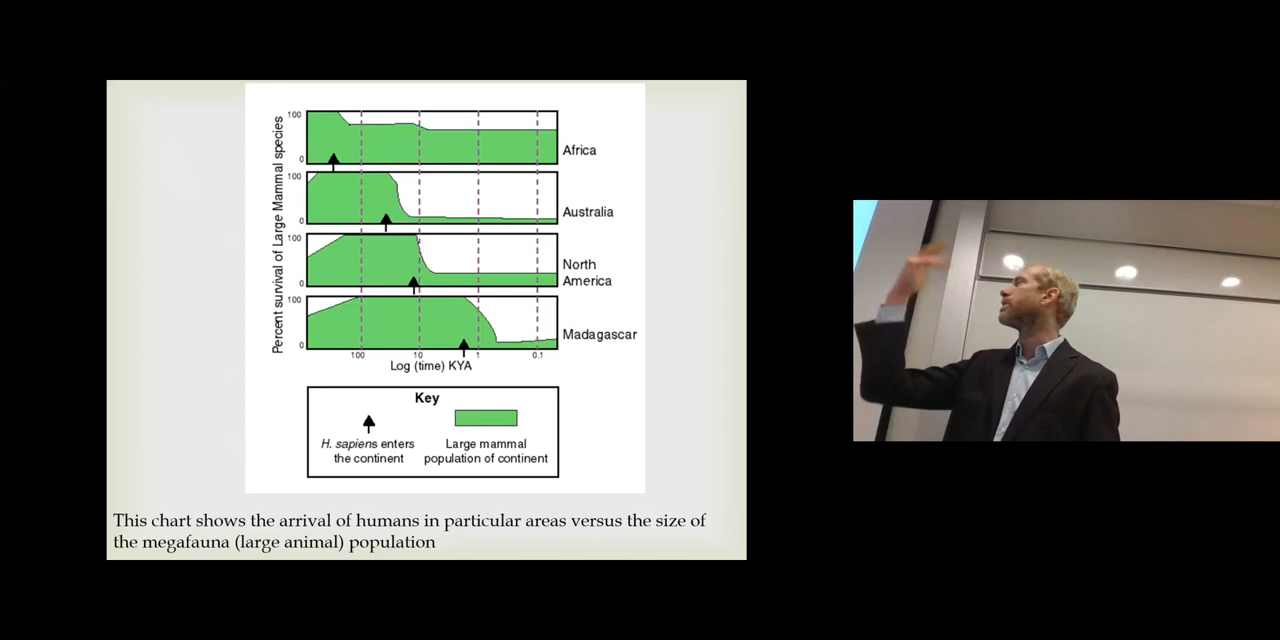 Percent survival of Large Mammal species
100
0
Africa
100
0
Australia
100
0
North
America
100
0
Madagascar
100 10 1 0.1
Log (time) KYA
Key
H. sapiens enters
the continent
Large mammal
population of continent
This chart shows the arrival of humans in particular areas versus the size of
the megafauna (large animal) population